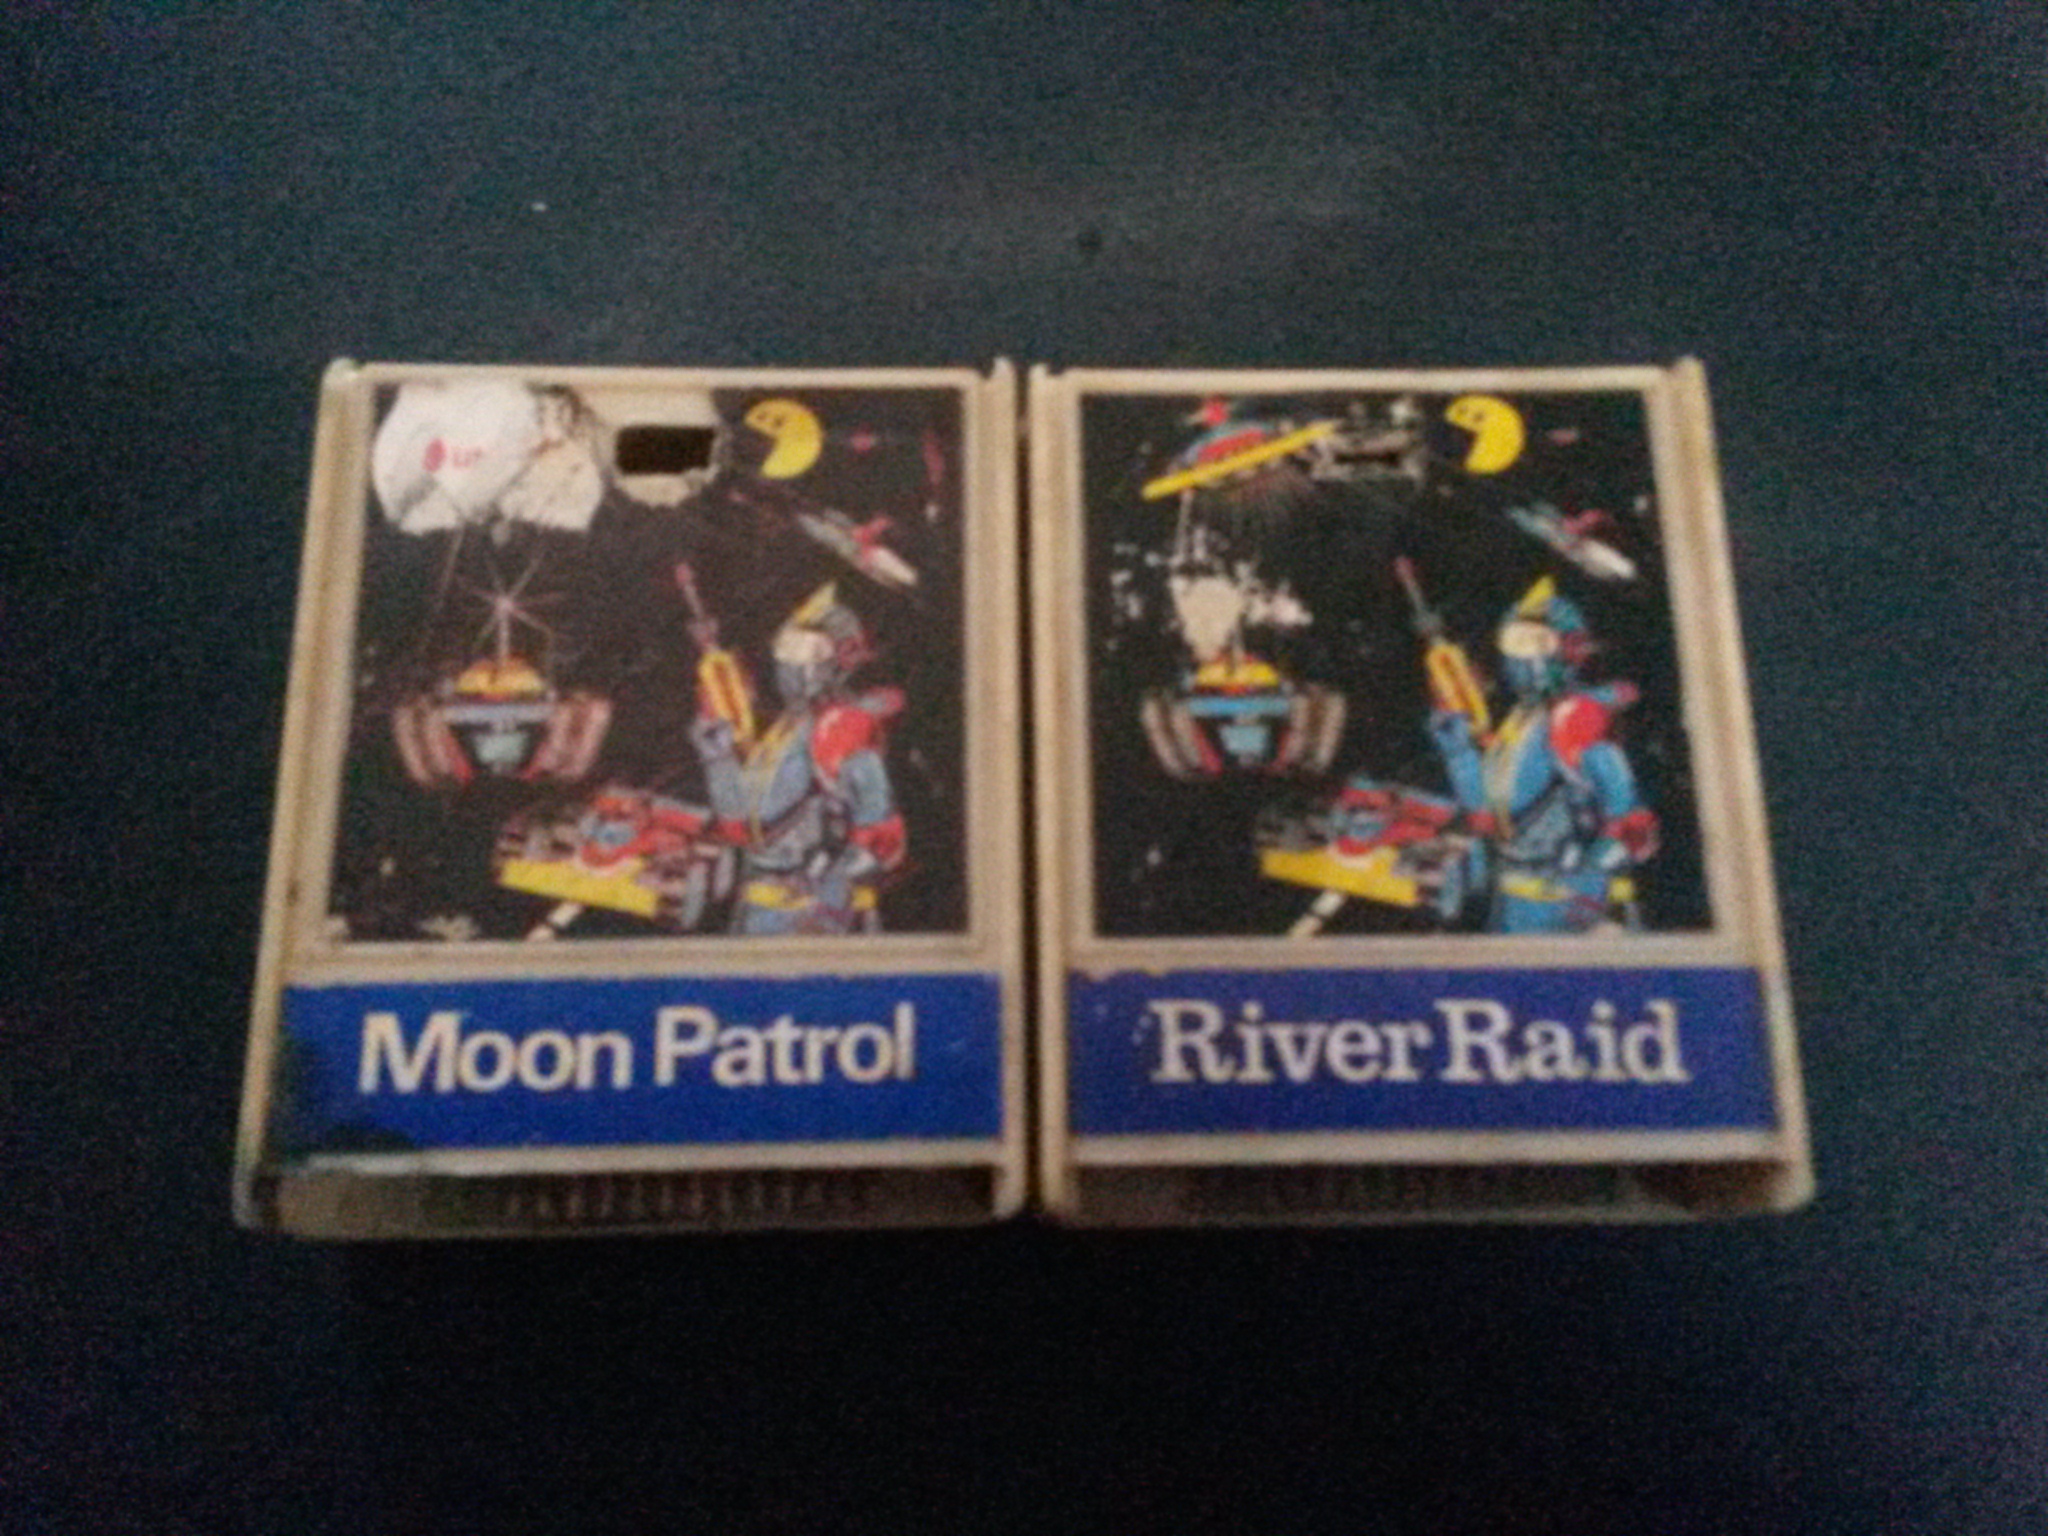 Moon Patrol
River Raid